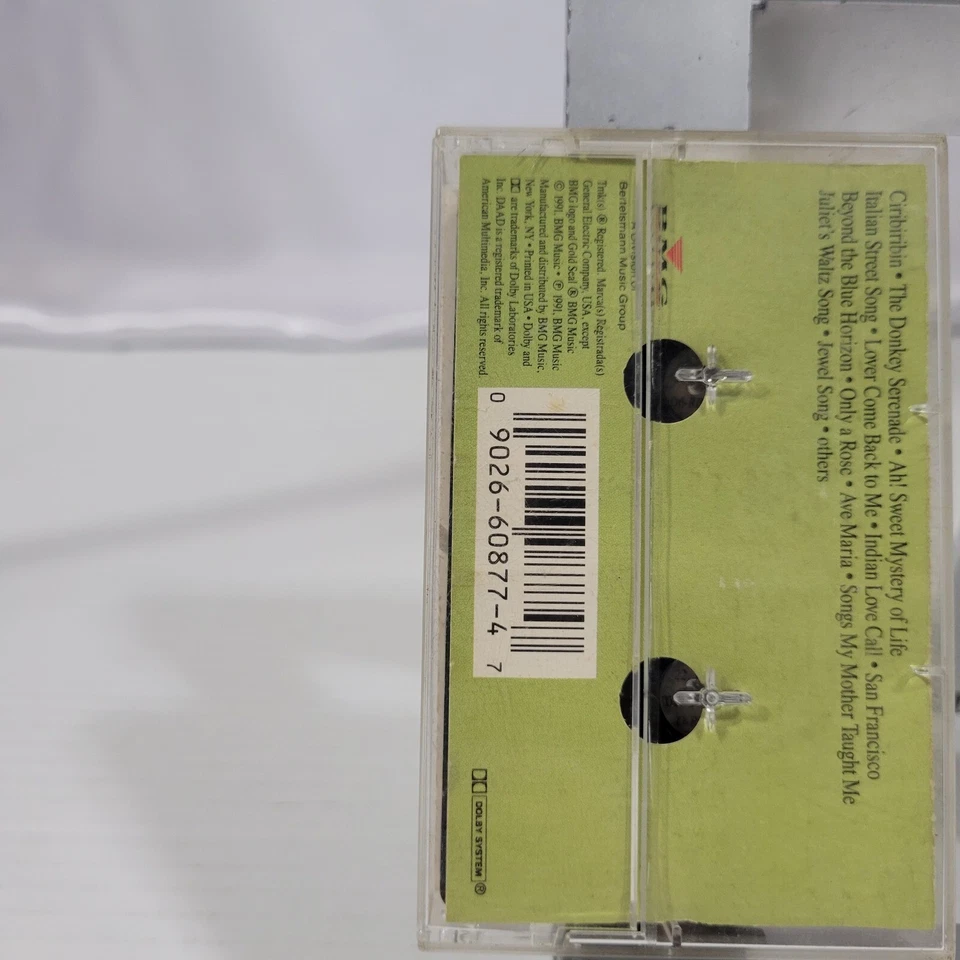 Ciribiribin • The Donkey Serenade • Ah! Sweet Mystery of Life
Italian Street Song • Lover Come Back to Me • Indian Love Call • San Francisco
Beyond the Blue Horizon • Only a Rose • Ave Maria • Songs My Mother Taught Me
Juliet's Waltz Song • Jewel Song • others
BMG
A Division of
Bertelsmann Music Group
Tmk(s) ® Registered. Marca(s) Registrada(s)
General Electric Company, USA, except
BMG logo and Gold Seal ® BMG Music
© 1991, BMG Music • ℗ 1991, BMG Music
Manufactured and distributed by BMG Music,
New York, NY • Printed in USA • Dolby and
are trademarks of Dolby Laboratories
Inc. DAAD is a registered trademark of
American Multimedia, Inc. All rights reserved.
0 9026-60877-4 7
DOLBY SYSTEM ®